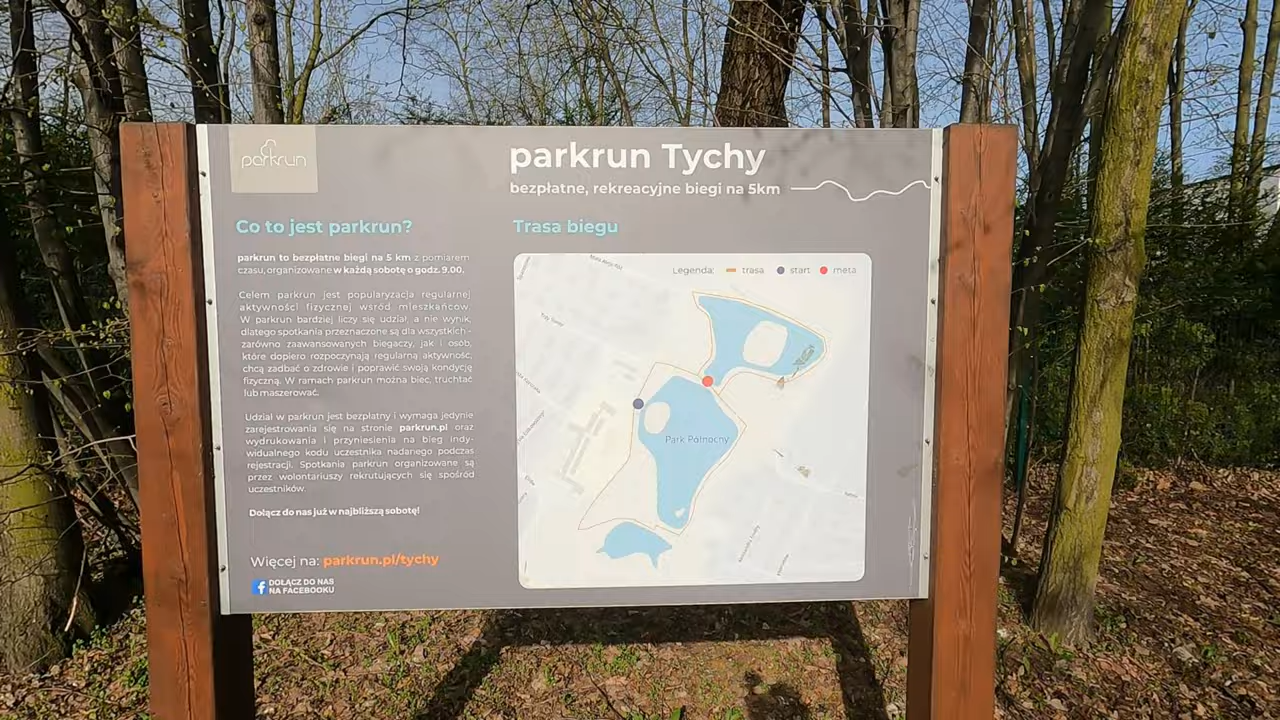 parkrun
parkrun Tychy
bezpłatne, rekreacyjne biegi na 5km
Co to jest parkrun?
parkrun to bezpłatne biegi na 5 km z pomiarem
czasu, organizowane w każdą sobotę o godz. 9.00.
Celem parkrun jest popularyzacja regularnej
aktywności fizycznej wśród mieszkańców.
W parkrun bardziej liczy się udział, a nie wynik,
dlatego spotkania przeznaczone są dla wszystkich -
zarówno zaawansowanych biegaczy, jak i osób,
które dopiero rozpoczynają regularną aktywność,
chcą zadbać o zdrowie i poprawić swoją kondycję
fizyczną. W ramach parkrun można biec, truchtać
lub maszerować.
Udział w parkrun jest bezpłatny i wymaga jedynie
zarejestrowania się na stronie parkrun.pl oraz
wydrukowania i przyniesienia na bieg indy-
widualnego kodu uczestnika nadanego podczas
rejestracji. Spotkania parkrun organizowane są
przez wolontariuszy rekrutujących się spośród
uczestników.
Dołącz do nas już w najbliższą sobotę!
Więcej na: parkrun.pl/tychy
DOŁĄCZ DO NAS
NA FACEBOOKU
Trasa biegu
Legenda: trasa start meta
Park Północny